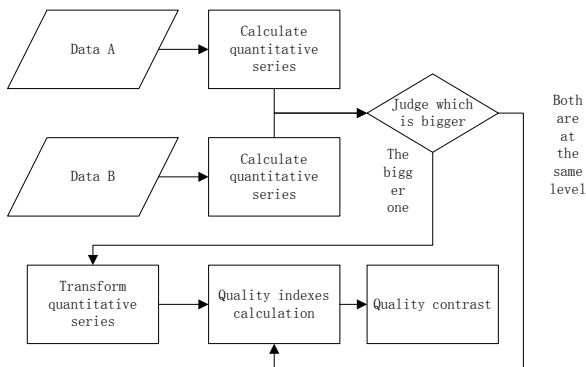 Data A
Calculate
quantitative
series
Judge which
is bigger
Both
are
at
the
same
level
Data B
Calculate
quantitative
series
The
bigg
er
one
Transform
quantitative
series
Quality indexes
calculation
Quality contrast